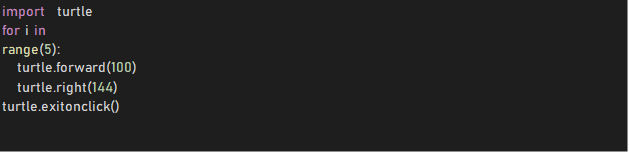 import turtle
for i in
range(5):
    turtle.forward(100)
    turtle.right(144)
turtle.exitonclick()